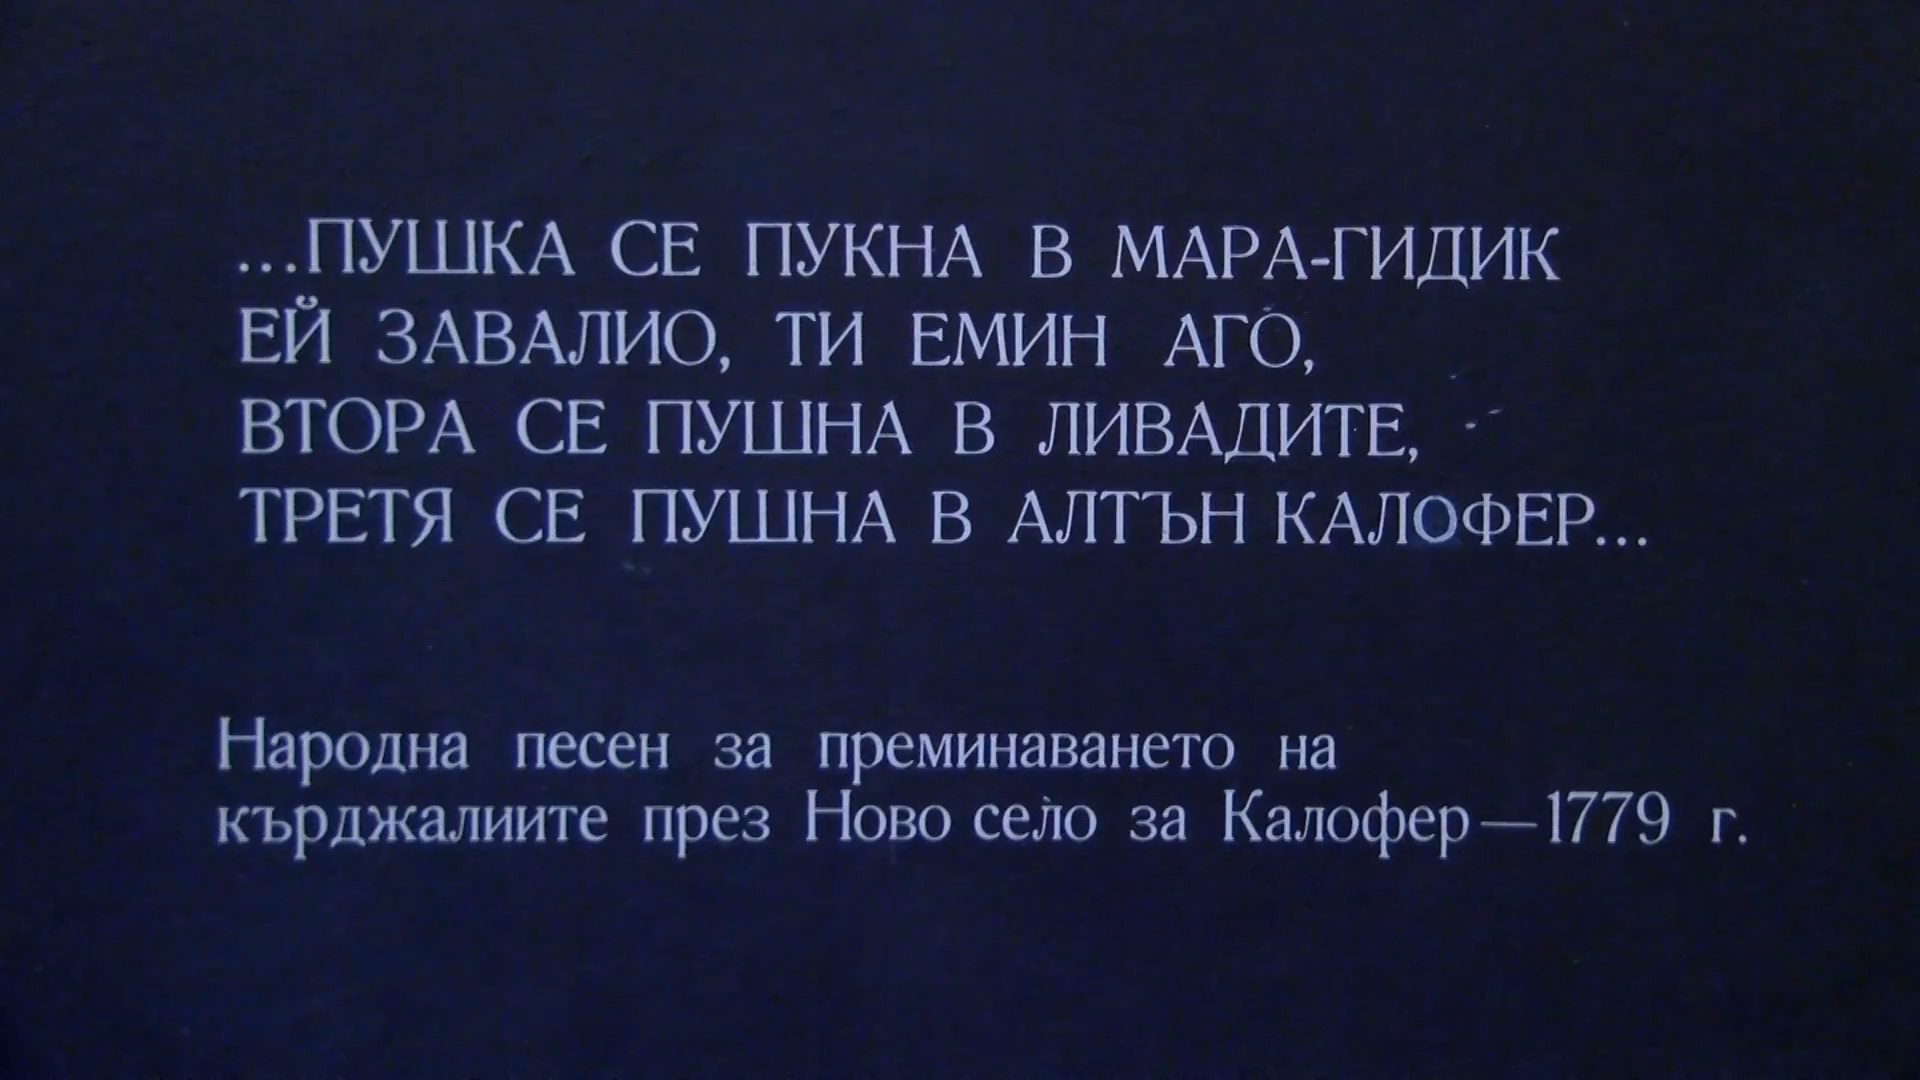 ...ПУШКА СЕ ПУКНА В МАРА-ГИДИК
ЕЙ ЗАВАЛИО, ТИ ЕМИН АГО,
ВТОРА СЕ ПУШНА В ЛИВАДИТЕ,
ТРЕТЯ СЕ ПУШНА В АЛТЪН КАЛОФЕР...
Народна песен за преминаването на
кърджалиите през Ново село за Калофер—1779 г.